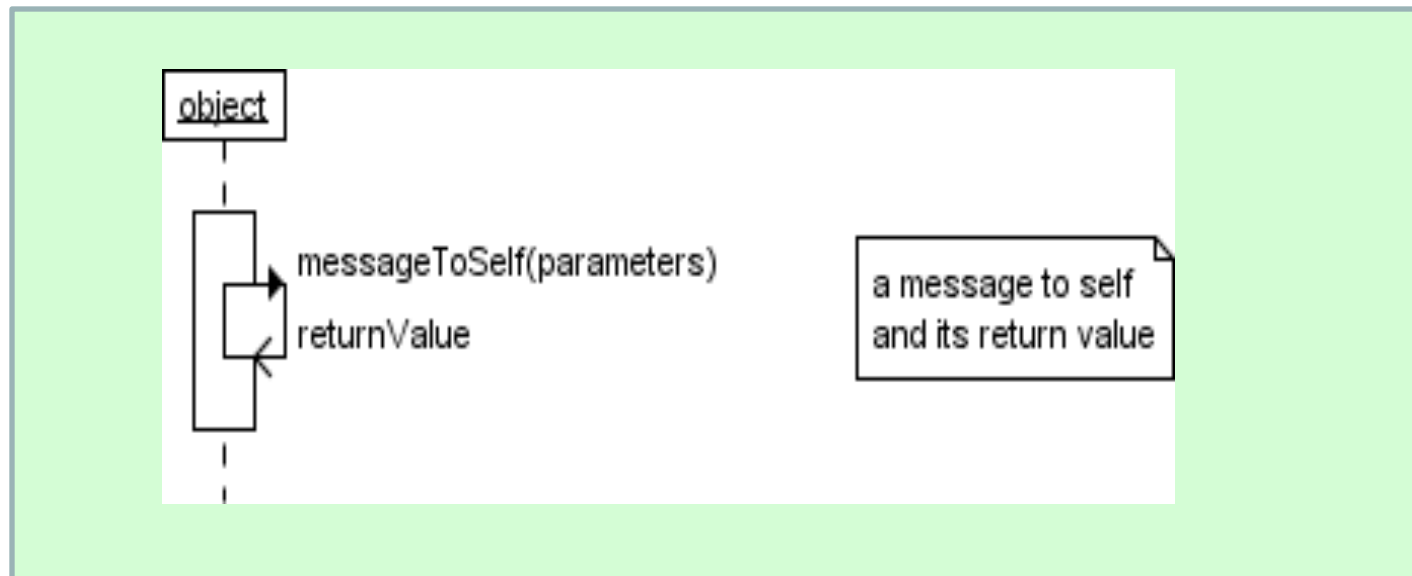 object
messageToSelf(parameters)
returnValue
a message to self
and its return value